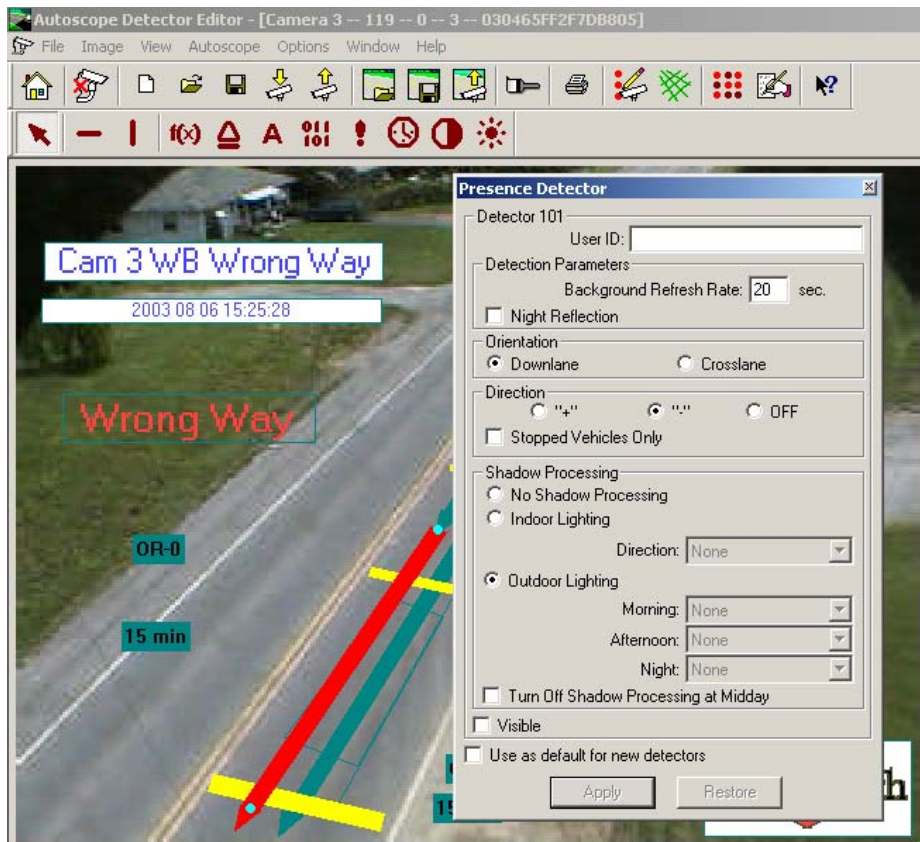 Autoscope Detector Editor - [Camera 3 -- 119 -- 0 -- 3 -- 030465FF2F7DB805]
File Image View Autoscope Options Window Help
f(x) A 011 101 ! ?
Cam 3 WB Wrong Way
2003 08 06 15:25:28
Wrong Way
OR-0
15 min
15
h
Presence Detector
Detector 101
User ID:
Detection Parameters
Background Refresh Rate: 20 sec.
Night Reflection
Orientation
Downlane Crosslane
Direction
"+" "-" OFF
Stopped Vehicles Only
Shadow Processing
No Shadow Processing
Indoor Lighting
Direction: None
Outdoor Lighting
Morning: None
Afternoon: None
Night: None
Turn Off Shadow Processing at Midday
Visible
Use as default for new detectors
Apply Restore